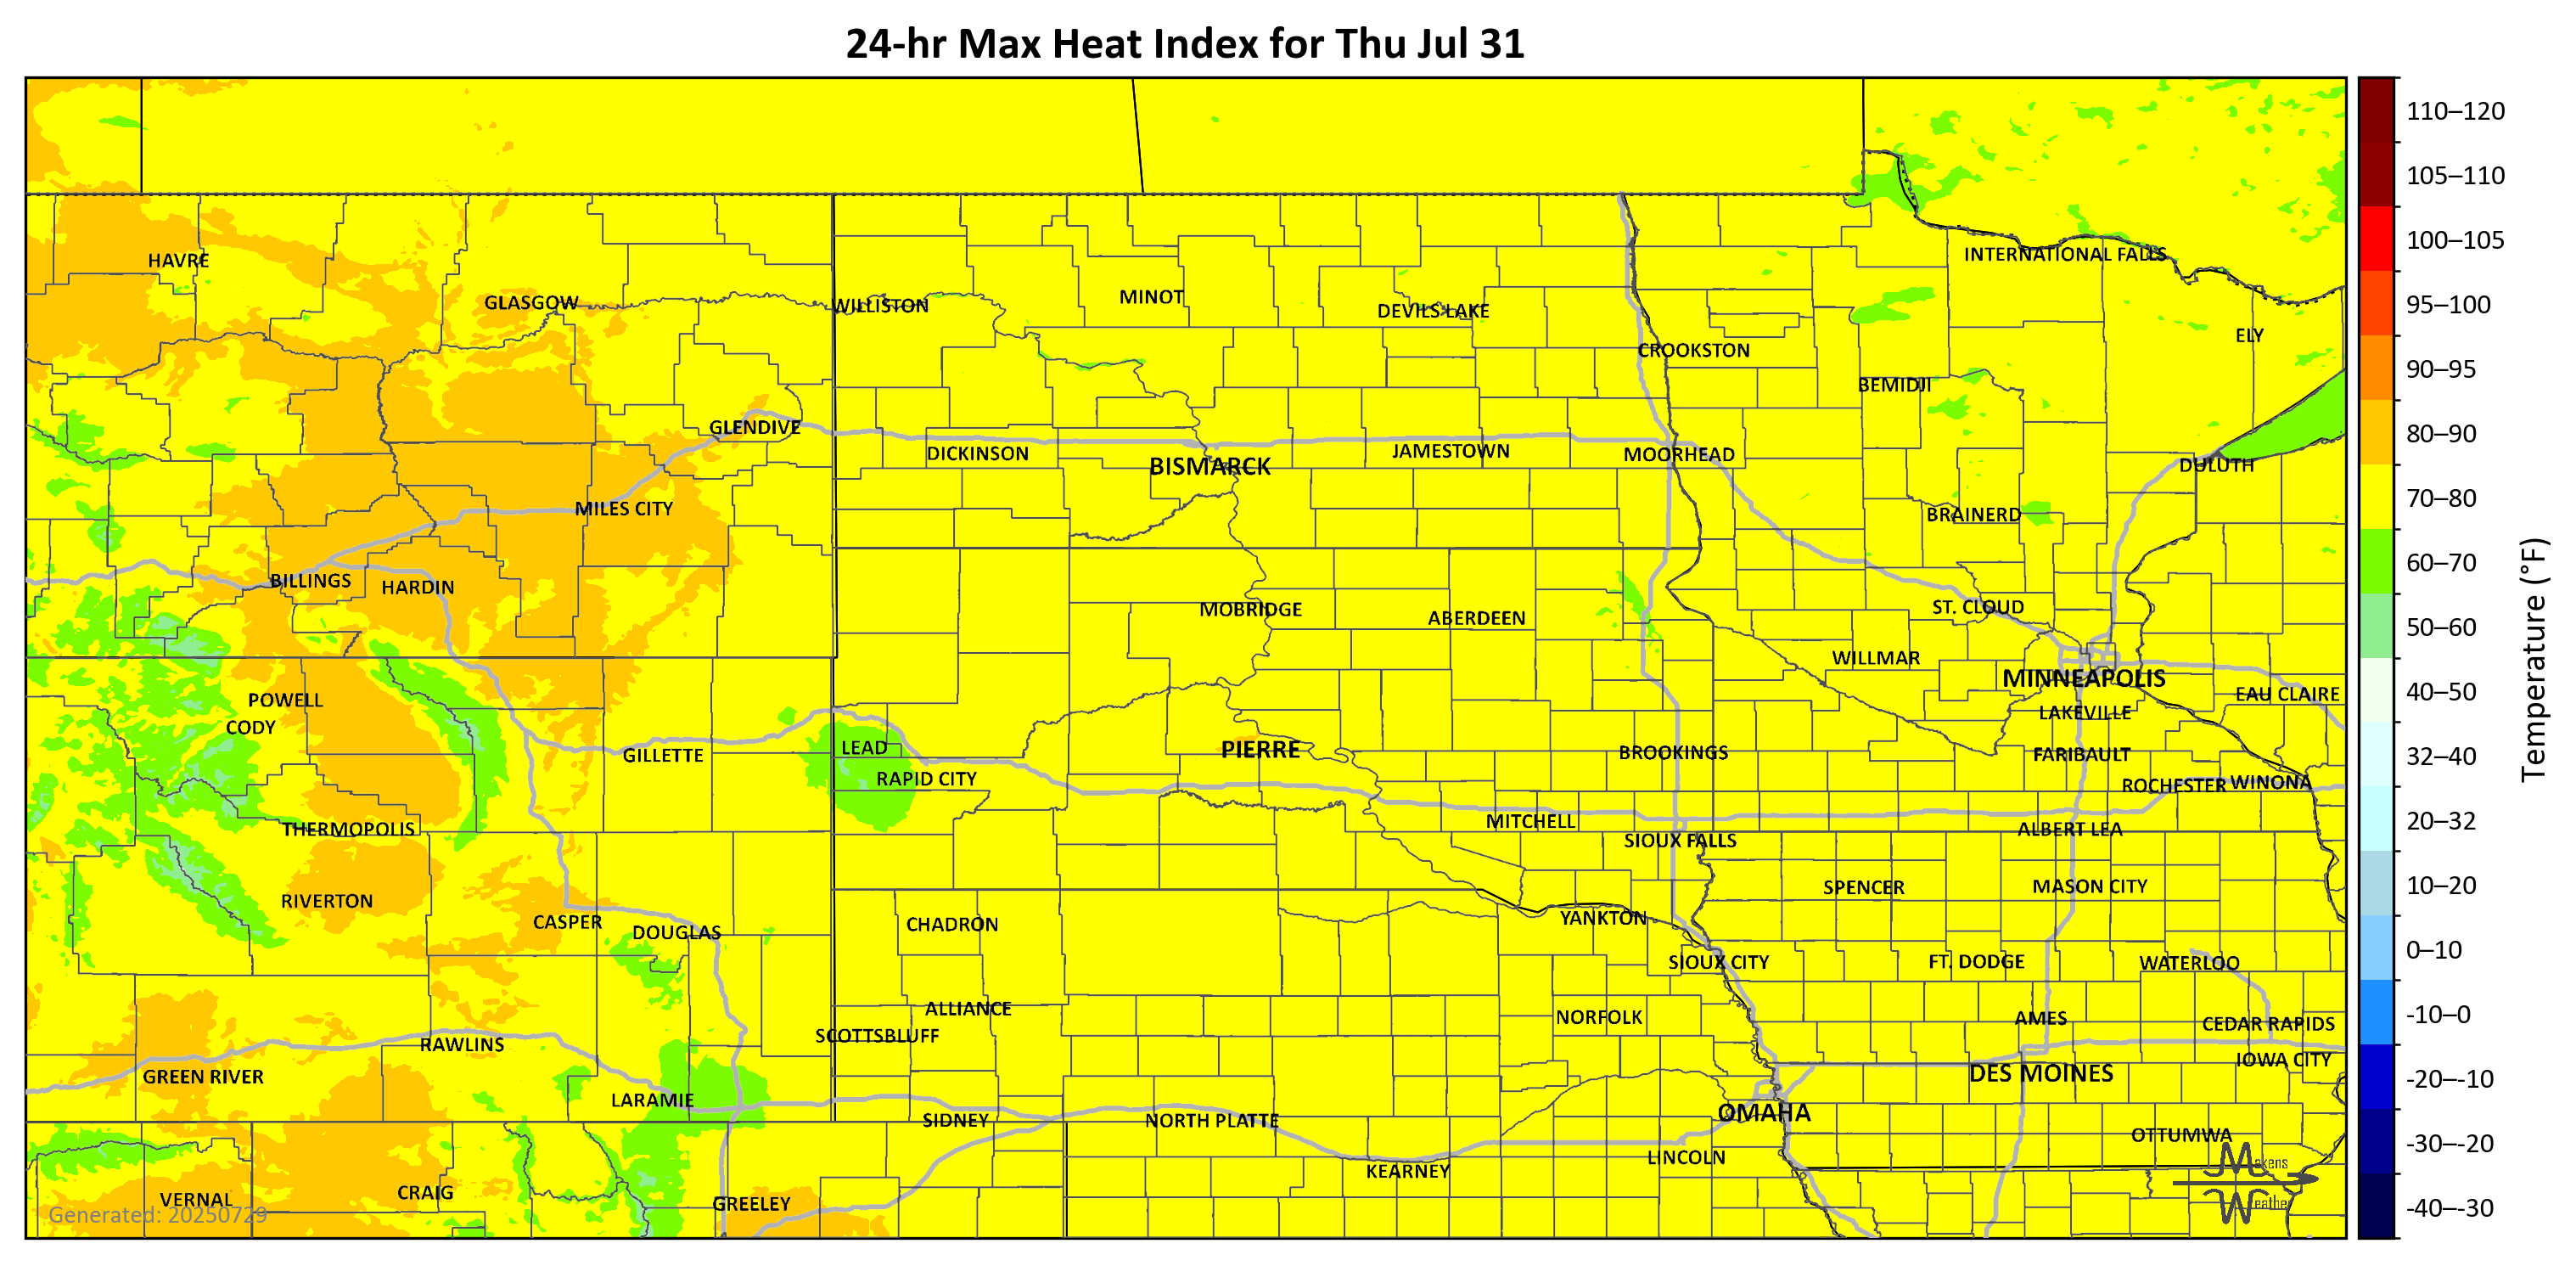 24-hr Max Heat Index for Thu Jul 31
110–120
105–110
100–105
95–100
90–95
80–90
70–80
60–70
50–60
40–50
32–40
20–32
10–20
0–10
-10–0
-20–-10
-30–-20
-40–-30
Temperature (°F)
INTERNATIONAL FALLS
HAVRE
GLASGOW
WILLISTON
MINOT
DEVILS LAKE
ELY
CROOKSTON
BEMIDJI
GLENDIVE
DICKINSON
BISMARCK
JAMESTOWN
MOORHEAD
DULUTH
MILES CITY
BRAINERD
BILLINGS
HARDIN
MOBRIDGE
ABERDEEN
ST. CLOUD
WILLMAR
MINNEAPOLIS
EAU CLAIRE
POWELL
CODY
LAKEVILLE
GILLETTE
LEAD
PIERRE
BROOKINGS
FARIBAULT
RAPID CITY
ROCHESTER
WINONA
THERMOPOLIS
MITCHELL
SIOUX FALLS
ALBERT LEA
RIVERTON
SPENCER
MASON CITY
CASPER
DOUGLAS
CHADRON
YANKTON
SIOUX CITY
FT. DODGE
WATERLOO
ALLIANCE
NORFOLK
AMES
CEDAR RAPIDS
SCOTTSBLUFF
RAWLINS
IOWA CITY
GREEN RIVER
DES MOINES
LARAMIE
SIDNEY
NORTH PLATTE
OMAHA
OTTUMWA
LINCOLN
KEARNEY
VERNAL
CRAIG
GREELEY
Generated: 20250729
Makens
Weather